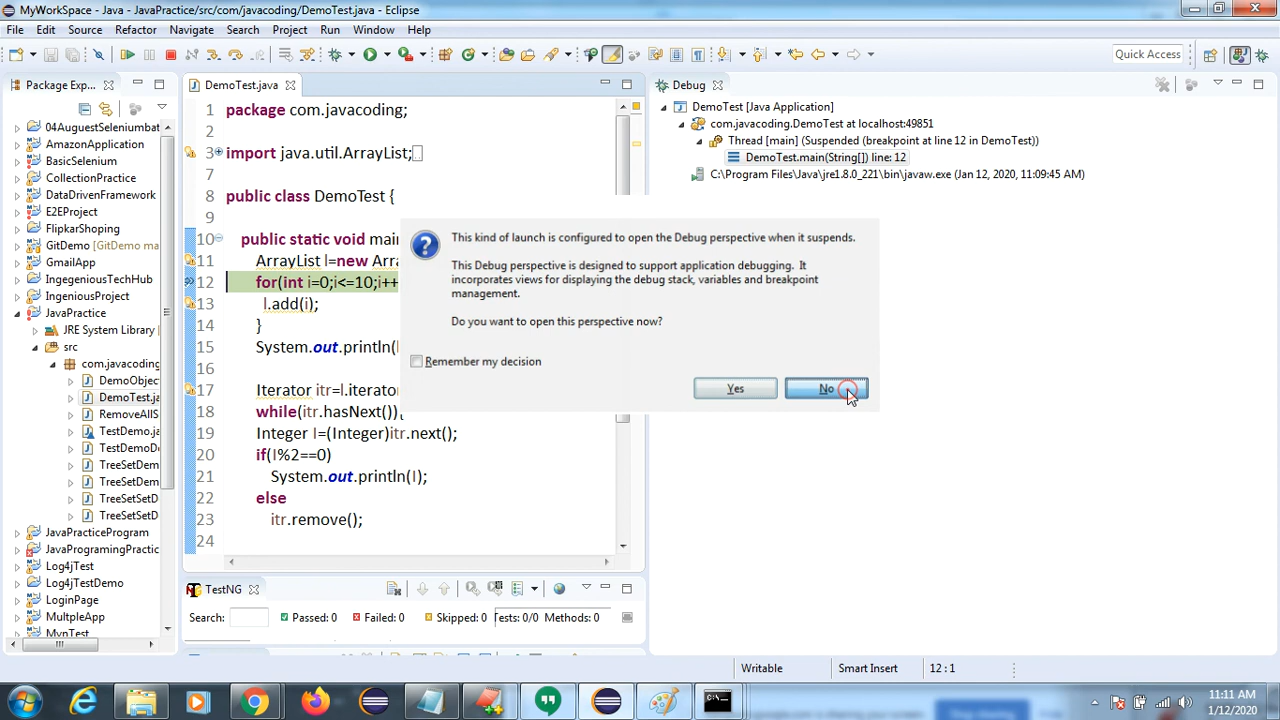 MyWorkSpace - Java - JavaPractice/src/com/javacoding/DemoTest.java - Eclipse
File Edit Source Refactor Navigate Search Project Run Window Help
Quick Access
Package Exp...
04AuguestSeleniumbat
AmazonApplication
BasicSelenium
CollectionPractice
DataDrivenFramework
E2EProject
FlipkarShoping
GitDemo [GitDemo ma
GmailApp
IngegeniousTechHub
IngeniousProject
JavaPractice
JRE System Library [
src
com.javacoding
DemoObjec
DemoTest.ja
RemoveAllS
TestDemo.j
TestDemoDo
TreeSetDem
TreeSetDem
TreeSetSetD
TreeSetSetD
JavaPracticeProgram
JavaProgramingPractic
Log4jTest
Log4jTestDemo
LoginPage
MultpleApp
MvnTest
DemoTest.java
1 package com.javacoding;
2
3 import java.util.ArrayList;
7
8 public class DemoTest {
9
10 public static void main
11 ArrayList l=new Arra
12 for(int i=0;i<=10;i++
13 l.add(i);
14 }
15 System.out.println(l
16
17 Iterator itr=l.iterator
18 while(itr.hasNext()){
19 Integer I=(Integer)itr.next();
20 if(I%2==0)
21 System.out.println(I);
22 else
23 itr.remove();
24
Debug
DemoTest [Java Application]
com.javacoding.DemoTest at localhost:49851
Thread [main] (Suspended (breakpoint at line 12 in DemoTest))
DemoTest.main(String[]) line: 12
C:\Program Files\Java\jre1.8.0_221\bin\javaw.exe (Jan 12, 2020, 11:09:45 AM)
This kind of launch is configured to open the Debug perspective when it suspends.
This Debug perspective is designed to support application debugging. It
incorporates views for displaying the debug stack, variables and breakpoint
management.
Do you want to open this perspective now?
Remember my decision
Yes No
TestNG
Search: Passed: 0 Failed: 0 Skipped: 0 Tests: 0/0 Methods: 0
Writable Smart Insert 12 : 1
11:11 AM
1/12/2020